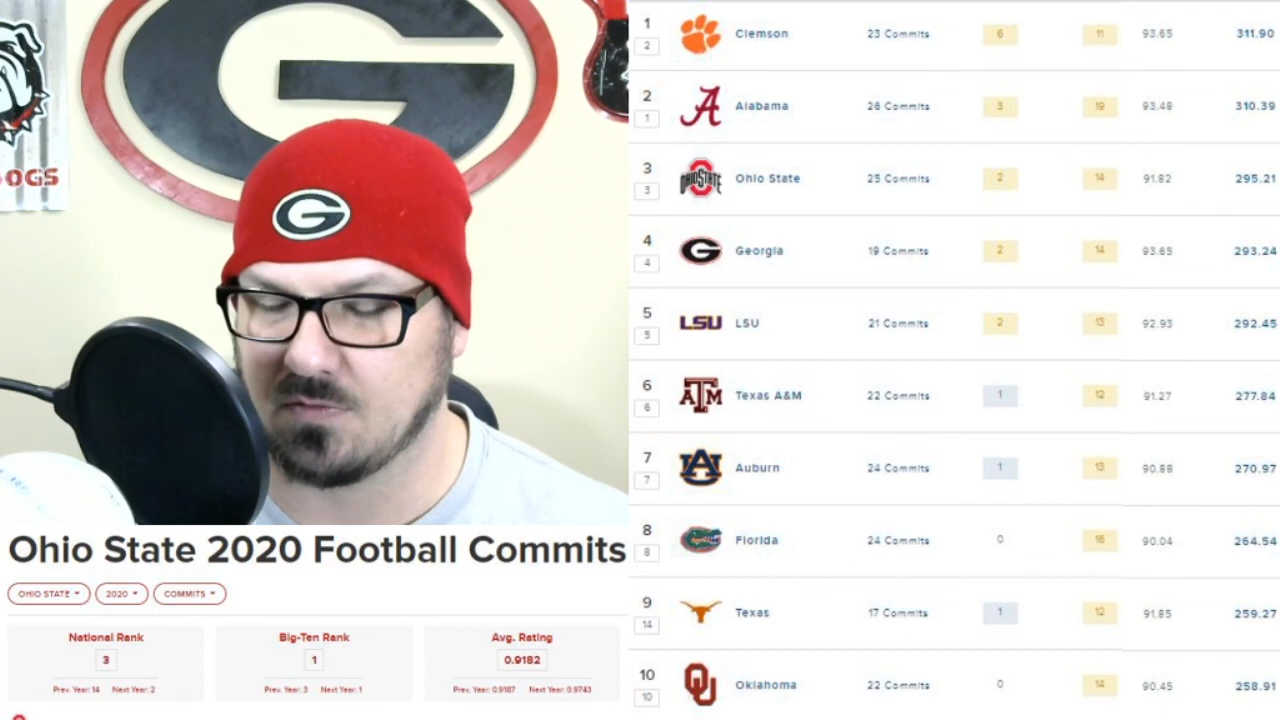 G
OGS
G
Ohio State 2020 Football Commits
OHIO STATE 2020 COMMITS
National Rank
3
Prev. Year: 14 Next Year: 2
Big-Ten Rank
1
Prev. Year: 3 Next Year: 1
Avg. Rating
0.9182
Prev. Year: 0.9187 Next Year: 0.9743
1 Clemson 23 Commits 6 11 93.65 311.90
2
2 A Alabama 26 Commits 3 19 93.48 310.39
1
3 OHIO STATE Ohio State 25 Commits 2 14 91.82 295.21
3
4 G Georgia 19 Commits 2 14 93.65 293.24
4
5 LSU LSU 21 Commits 2 13 92.93 292.45
5
6 ATM Texas A&M 22 Commits 1 12 91.27 277.84
6
7 AU Auburn 24 Commits 1 13 90.88 270.97
7
8 Florida 24 Commits 0 16 90.04 264.54
8
9 Texas 17 Commits 1 12 91.85 259.27
14
10 OU Oklahoma 22 Commits 0 14 90.45 258.91
10